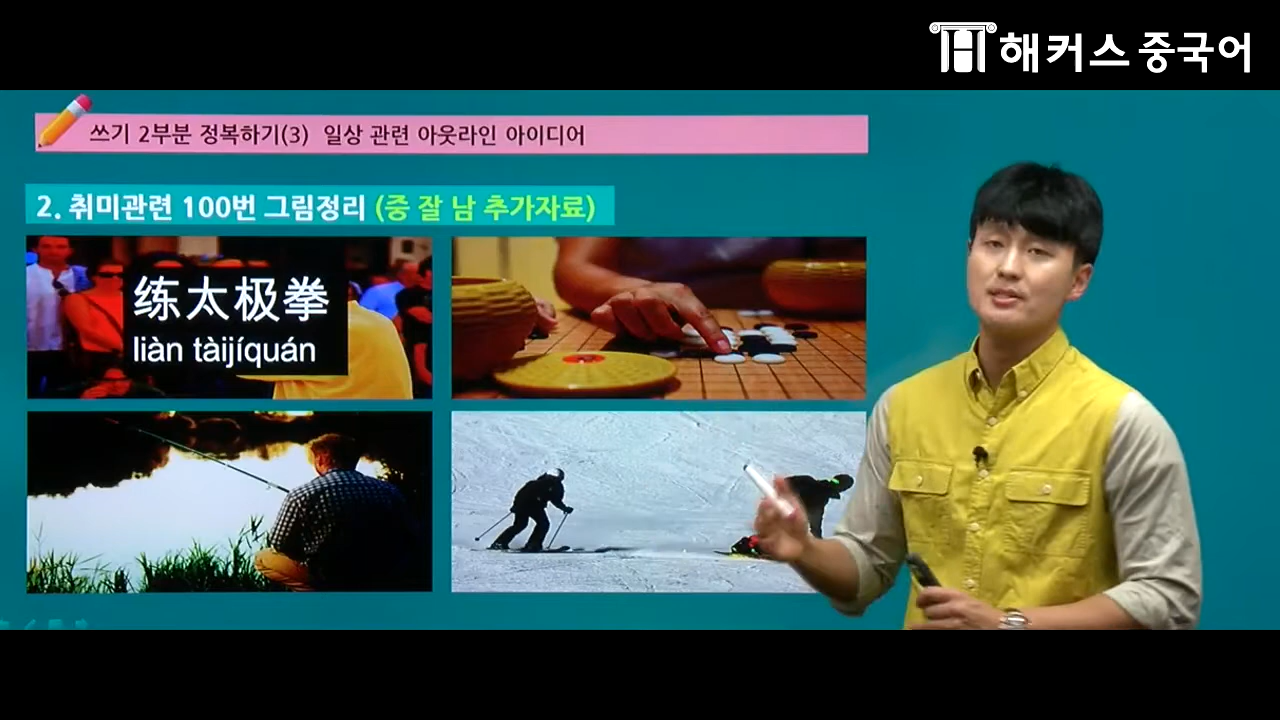 해커스 중국어
쓰기 2부분 정복하기(3) 일상 관련 아웃라인 아이디어
2. 취미관련 100번 그림정리 (중 잘 남 추가자료)
练太极拳
liàn tàijíquán